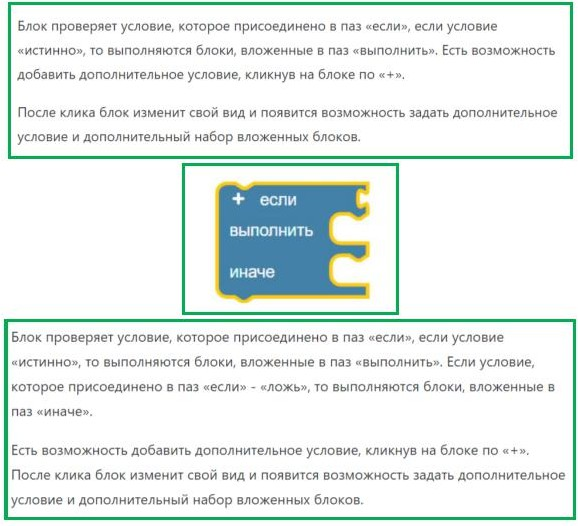 Блок проверяет условие, которое присоединено в паз «если», если условие
«истинно», то выполняются блоки, вложенные в паз «выполнить». Есть возможность
добавить дополнительное условие, кликнув на блоке по «+».
После клика блок изменит свой вид и появится возможность задать дополнительное
условие и дополнительный набор вложенных блоков.
+ если
выполнить
иначе
Блок проверяет условие, которое присоединено в паз «если», если условие
«истинно», то выполняются блоки, вложенные в паз «выполнить». Если условие,
которое присоединено в паз «если» - «ложь», то выполняются блоки, вложенные в
паз «иначе».
Есть возможность добавить дополнительное условие, кликнув на блоке по «+».
После клика блок изменит свой вид и появится возможность задать дополнительное
условие и дополнительный набор вложенных блоков.